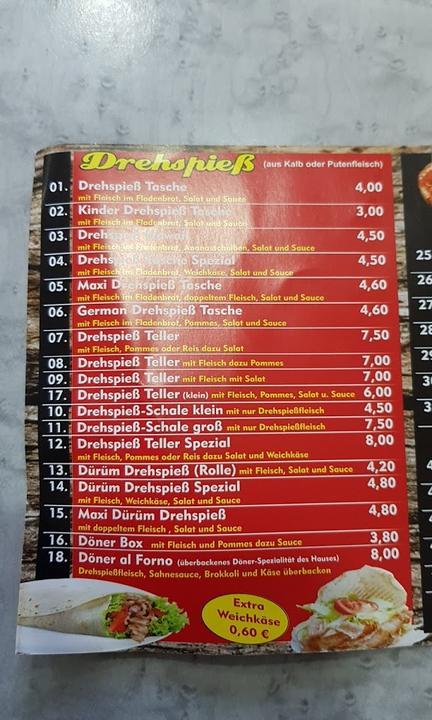 Drehspieß (aus Kalb oder Putenfleisch)
01. Drehspieß Tasche 4,00
mit Fleisch im Fladenbrot, Salat und Sauce
02. Kinder Drehspieß Tasche 3,00
mit Fleisch im Fladenbrot, Salat und Sauce
03. 4,50
mit Fleisch im Fladenbrot, Ananasscheiben, Salat und Sauce
04. Drehspieß Tasche Spezial 4,50
mit Fleisch im Fladenbrot, Weichkäse, Salat und Sauce
05. Maxi Drehspieß Tasche 4,60
mit Fleisch im Fladenbrot, doppeltem Fleisch, Salat und Sauce
06. German Drehspieß Tasche 4,60
mit Fleisch im Fladenbrot, Pommes, Salat und Sauce
07. Drehspieß Teller 7,50
mit Fleisch, Pommes oder Reis dazu Salat
08. Drehspieß Teller mit Fleisch dazu Pommes 7,00
09. Drehspieß Teller mit Fleisch mit Salat 7,00
17. Drehspieß Teller (klein) mit Fleisch, Pommes, Salat u. Sauce 6,00
10. Drehspieß-Schale klein mit nur Drehspießfleisch 4,50
11. Drehspieß-Schale groß mit nur Drehspießfleisch 7,50
12. Drehspieß Teller Spezial 8,00
mit Fleisch, Pommes oder Reis dazu Salat und Weichkäse
13. Dürüm Drehspieß (Rolle) mit Fleisch, Salat und Sauce 4,20
14. Dürüm Drehspieß Spezial 4,80
mit Fleisch, Weichkäse, Salat und Sauce
15. Maxi Dürüm Drehspieß 4,80
mit doppeltem Fleisch , Salat und Sauce
16. Döner Box mit Fleisch und Pommes dazu Sauce 3,80
18. Döner al Forno (überbackenes Döner-Spezialität des Hauses) 8,00
Drehspießfleisch, Sahnesauce, Brokkoli und Käse überbacken
Extra
Weichkäse
0,60 €
25
26
27
28
29
30
31